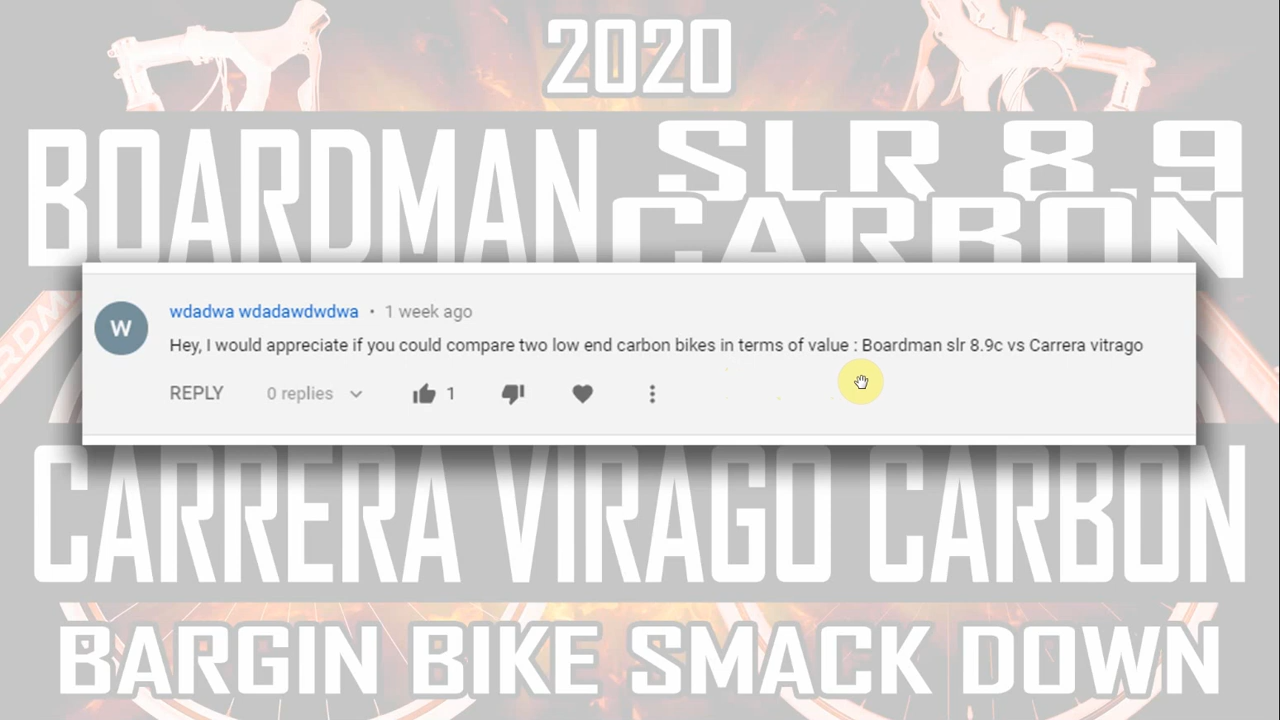 2020
BOARDMAN SLR 8.9
CARBON
W
wdadwa wdadawdwdwa • 1 week ago
Hey, I would appreciate if you could compare two low end carbon bikes in terms of value : Boardman slr 8.9c vs Carrera vitrago
REPLY 0 replies 1
CARRERA VIRAGO CARBON
BARGIN BIKE SMACK DOWN